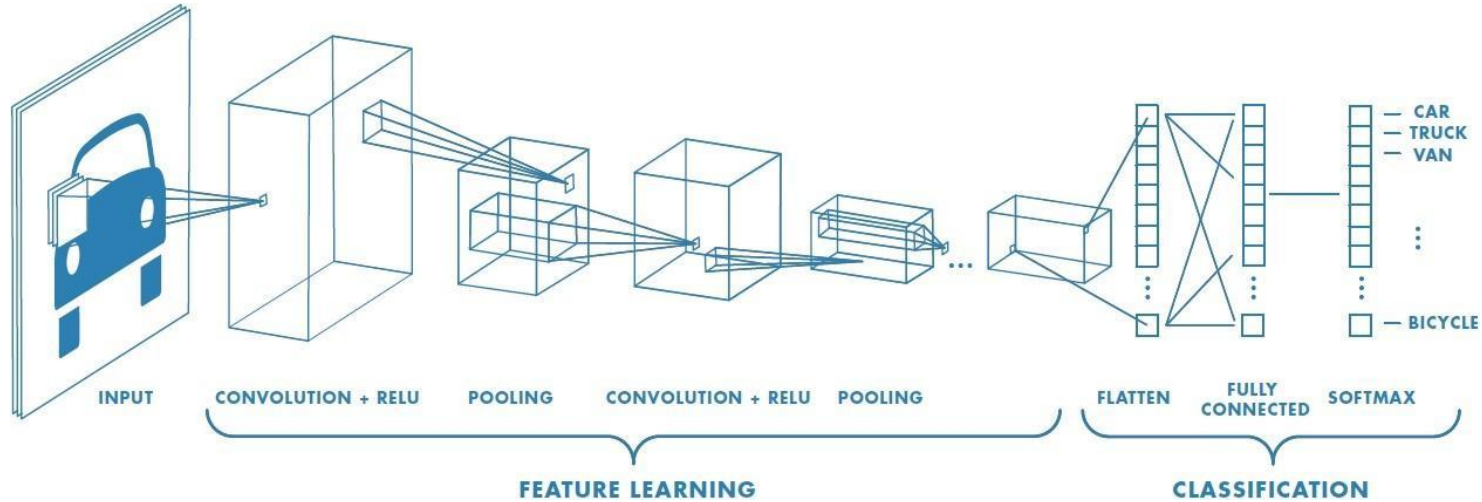 CAR
TRUCK
VAN
BICYCLE
INPUT
CONVOLUTION + RELU
POOLING
CONVOLUTION + RELU
POOLING
FLATTEN
FULLY
CONNECTED
SOFTMAX
FEATURE LEARNING
CLASSIFICATION